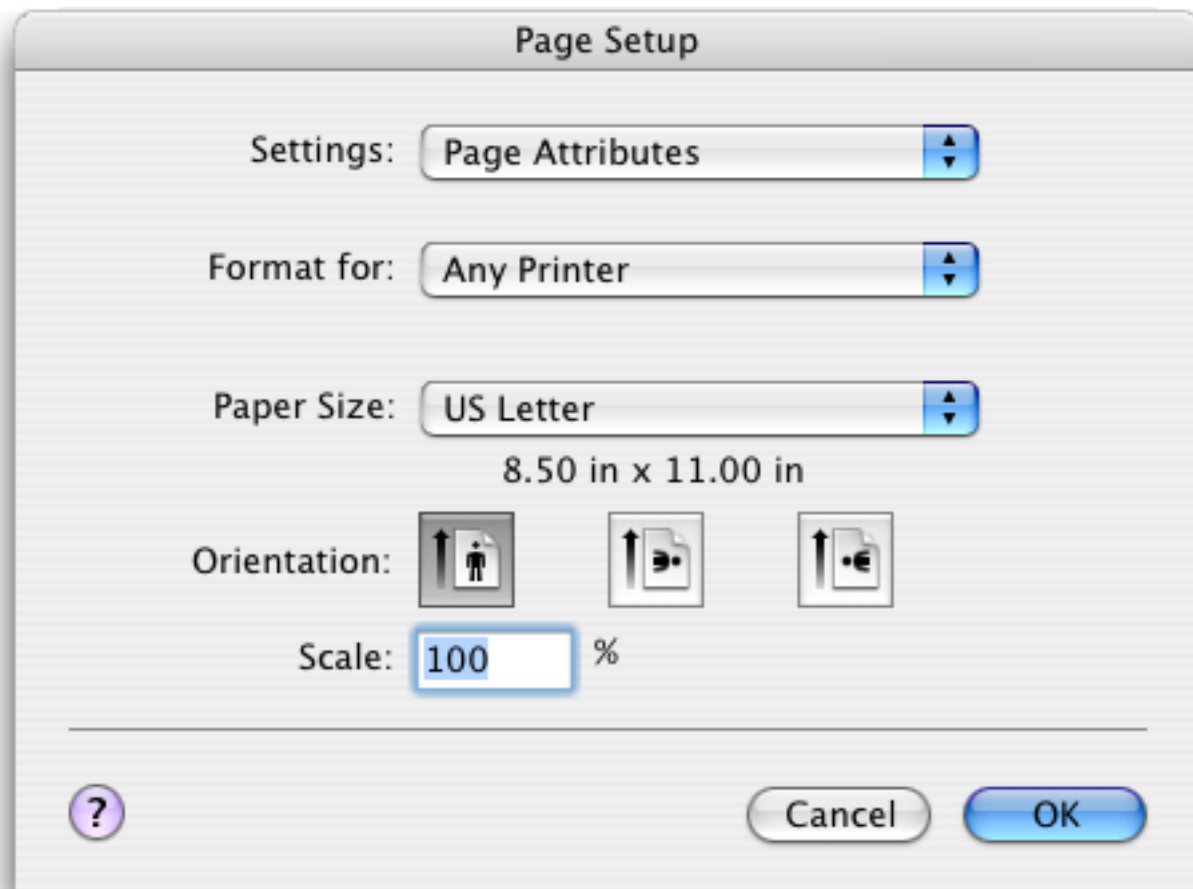 Page Setup
Settings: Page Attributes
Format for: Any Printer
Paper Size: US Letter
8.50 in x 11.00 in
Orientation:
Scale: 100 %
? Cancel OK